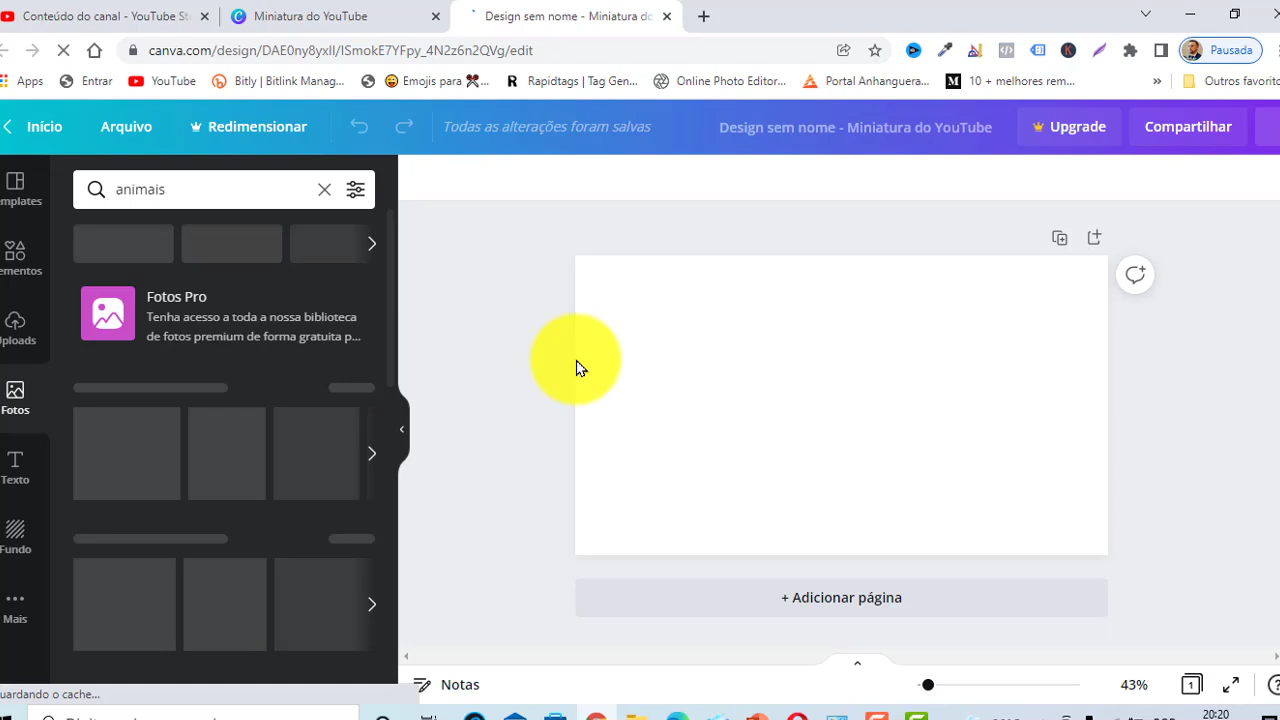 Conteúdo do canal - YouTube St
Miniatura do YouTube
Design sem nome - Miniatura do
canva.com/design/DAE0ny8yxII/ISmokE7YFpy_4N2z6n2QVg/edit
Pausada
Apps
Entrar
YouTube
Bitly | Bitlink Manag...
Emojis para
Rapidtags | Tag Gen...
Online Photo Editor...
Portal Anhanguera...
10 + melhores rem...
Outros favorito
Início
Arquivo
Redimensionar
Todas as alterações foram salvas
Design sem nome - Miniatura do YouTube
Upgrade
Compartilhar
emplates
ementos
ploads
Fotos
Texto
Fundo
Mais
animais
Fotos Pro
Tenha acesso a toda a nossa biblioteca
de fotos premium de forma gratuita p...
+ Adicionar página
Notas
43%
1
uardando o cache...
20:20